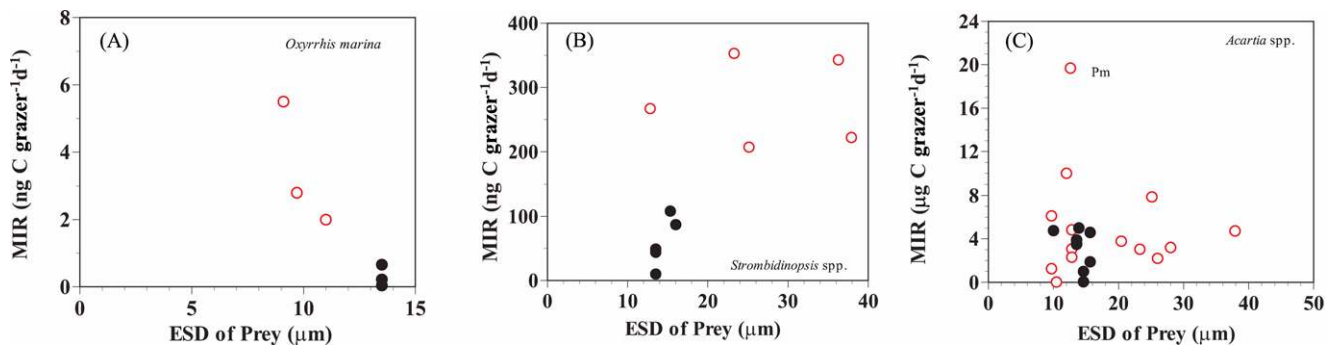 (A)
Oxyrrhis marina
MIR (ng C grazer⁻¹d⁻¹)
8
6
4
2
0
0 5 10 15
ESD of Prey (μm)
(B)
Strombidinopsis spp.
MIR (ng C grazer⁻¹d⁻¹)
400
300
200
100
0
0 10 20 30 40
ESD of Prey (μm)
(C)
Acartia spp.
Pm
MIR (μg C grazer⁻¹d⁻¹)
24
20
16
12
8
4
0
0 10 20 30 40 50
ESD of Prey (μm)